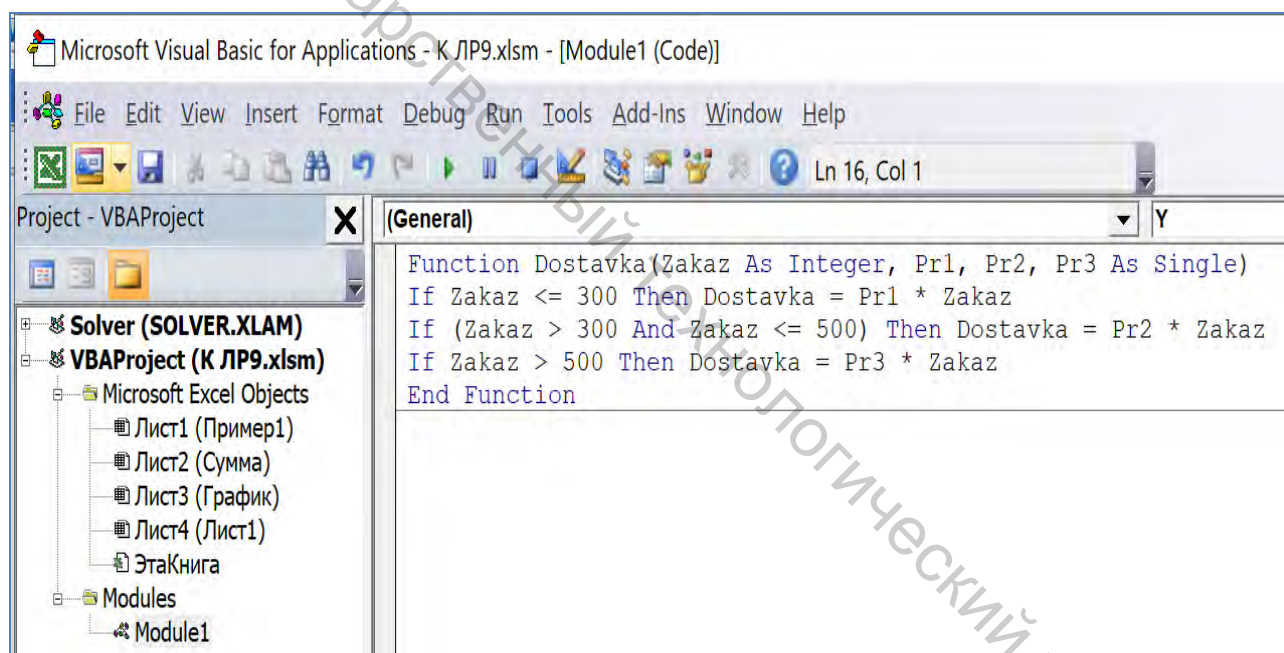 Microsoft Visual Basic for Applications - К ЛР9.xlsm - [Module1 (Code)]
File Edit View Insert Format Debug Run Tools Add-Ins Window Help
Ln 16, Col 1
Project - VBAProject
(General)
Y
Function Dostavka(Zakaz As Integer, Pr1, Pr2, Pr3 As Single)
If Zakaz <= 300 Then Dostavka = Pr1 * Zakaz
If (Zakaz > 300 And Zakaz <= 500) Then Dostavka = Pr2 * Zakaz
If Zakaz > 500 Then Dostavka = Pr3 * Zakaz
End Function
Solver (SOLVER.XLAM)
VBAProject (К ЛР9.xlsm)
Microsoft Excel Objects
Лист1 (Пример1)
Лист2 (Сумма)
Лист3 (График)
Лист4 (Лист1)
ЭтаКнига
Modules
Module1
технологический